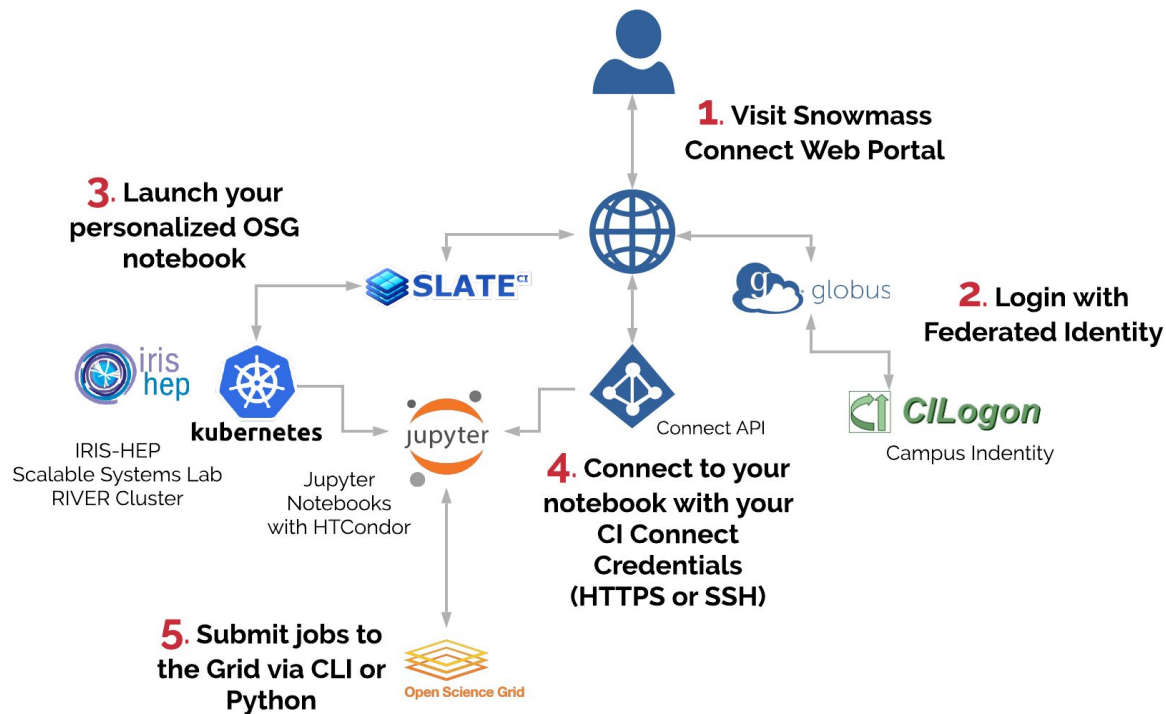 1. Visit Snowmass
Connect Web Portal
3. Launch your
personalized OSG
notebook
SLATE CI
g globus
2. Login with
Federated Identity
iris
hep
kubernetes
jupyter
Connect API
CI CILogon
Campus Indentity
IRIS-HEP
Scalable Systems Lab
RIVER Cluster
Jupyter
Notebooks
with HTCondor
4. Connect to your
notebook with your
CI Connect
Credentials
(HTTPS or SSH)
5. Submit jobs to
the Grid via CLI or
Python
Open Science Grid